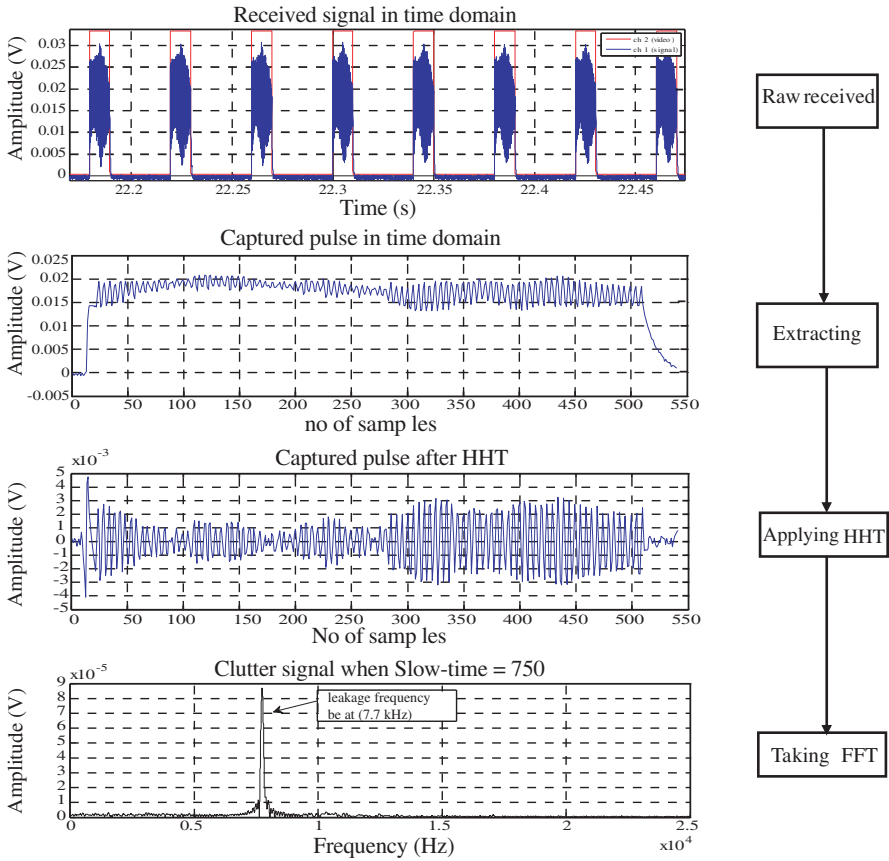 Received signal in time domain
Amplitude (V)
0.03
0.025
0.02
0.015
0.01
0.005
0
ch 2 (video)
ch 1 (signal)
22.2 22.25 22.3 22.35 22.4 22.45
Time (s)
Raw received
Captured pulse in time domain
Amplitude (V)
0.025
0.02
0.015
0.01
0.005
0
-0.005
0 50 100 150 200 250 300 350 400 450 500 550
no of samp les
Extracting
Captured pulse after HHT
×10⁻³
Amplitude (V)
5
4
3
2
1
0
-1
-2
-3
-4
-5
0 50 100 150 200 250 300 350 400 450 500 550
No of samp les
Applying HHT
Clutter signal when Slow-time = 750
×10⁻⁵
Amplitude (V)
9
8
7
6
5
4
3
2
1
0
leakage frequency
be at (7.7 kHz)
0 0.5 1 1.5 2 2.5
×10⁴
Frequency (Hz)
Taking FFT